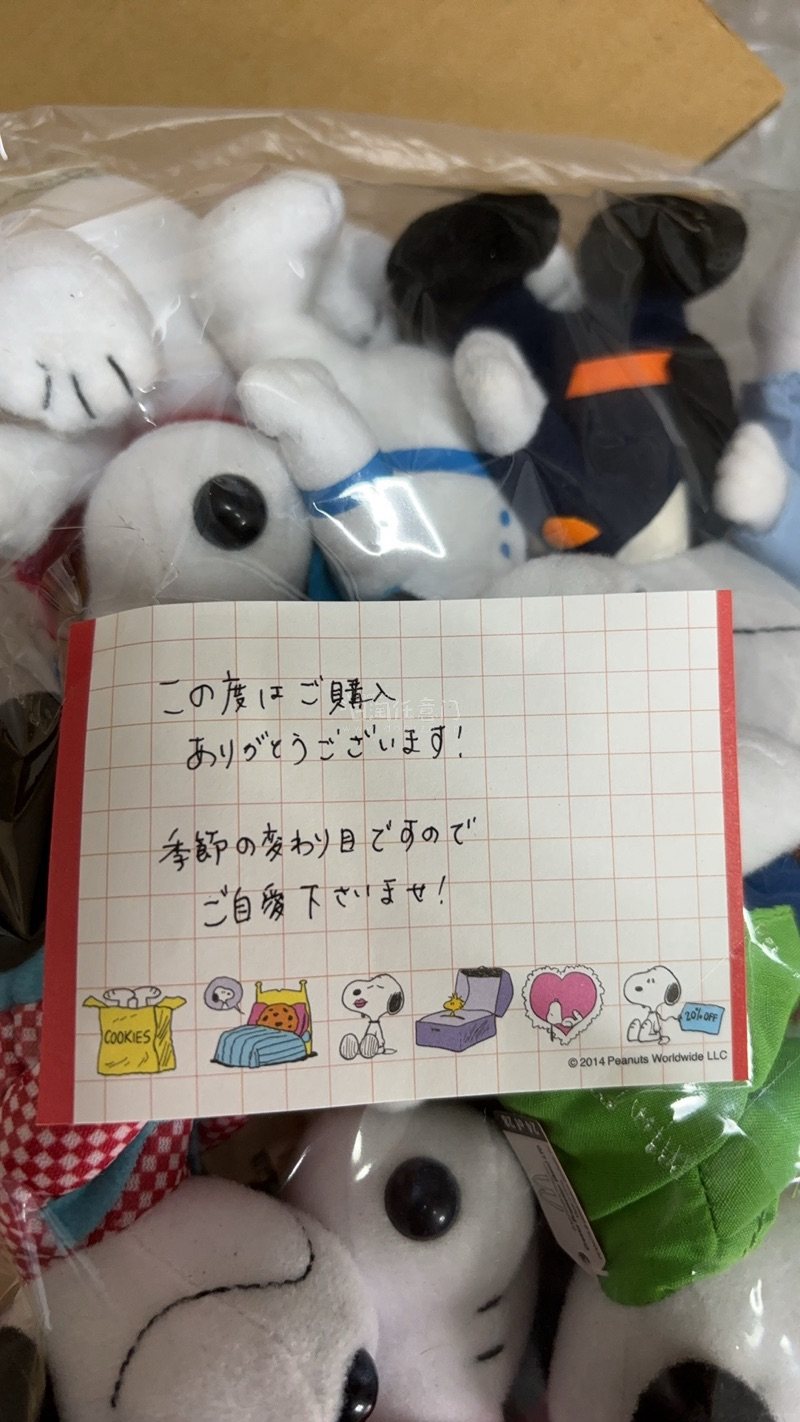 この度はご購入
ありがとうございます!
季節の変わり目ですので
ご自愛下さいませ!
COOKIES
20% OFF
© 2014 Peanuts Worldwide LLC